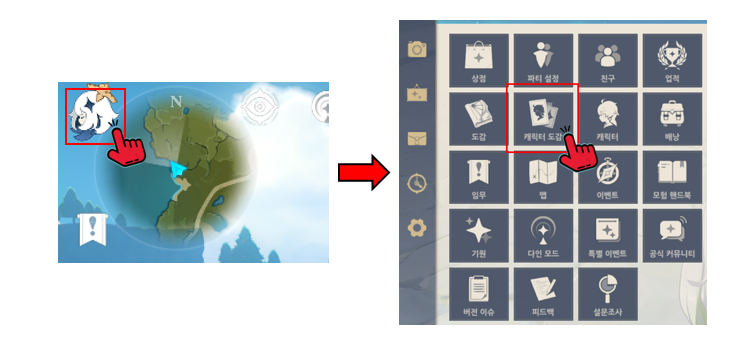 N
상점
파티 설정
친구
업적
도감
캐릭터 도감
캐릭터
배낭
임무
맵
이벤트
모험 핸드북
기원
다인 모드
특별 이벤트
공식 커뮤니티
버전 이슈
피드백
설문조사